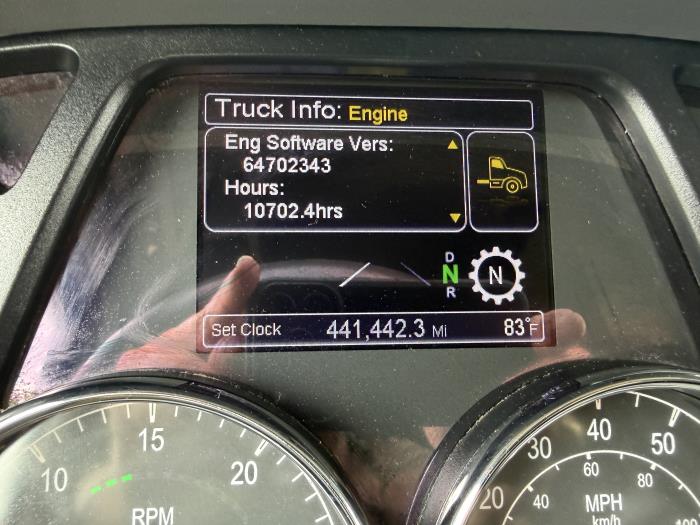 Truck Info: Engine
Eng Software Vers:
64702343
Hours:
10702.4hrs
D
N
R
N
Set Clock 441,442.3 Mi 83°F
10 15 20
RPM
20 30 40 50
40 60 80
MPH
km/h